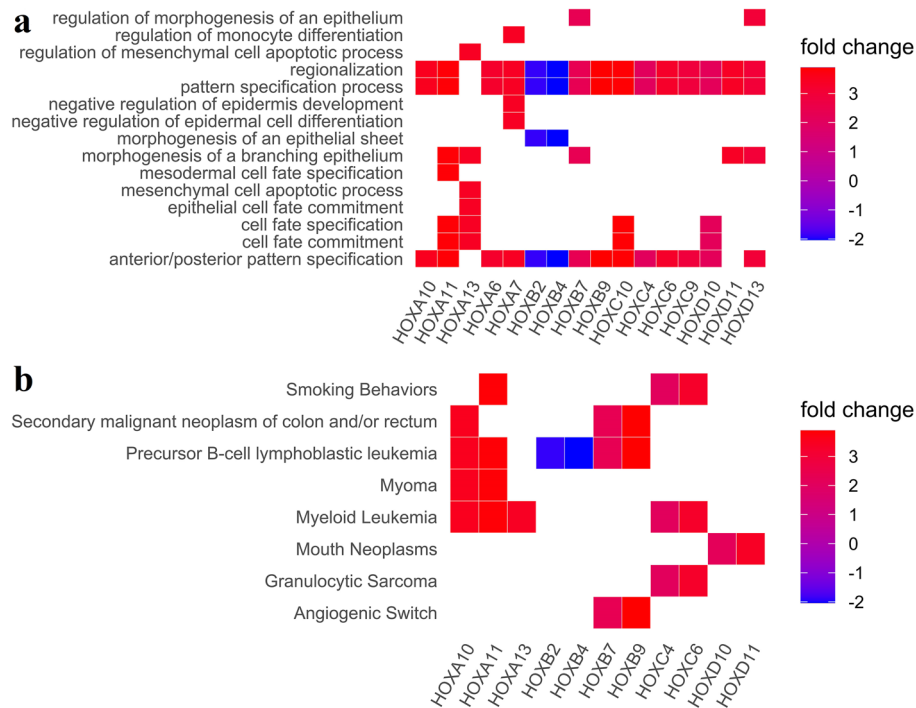 a
regulation of morphogenesis of an epithelium
regulation of monocyte differentiation
regulation of mesenchymal cell apoptotic process
regionalization
pattern specification process
negative regulation of epidermis development
negative regulation of epidermal cell differentiation
morphogenesis of an epithelial sheet
morphogenesis of a branching epithelium
mesodermal cell fate specification
mesenchymal cell apoptotic process
epithelial cell fate commitment
cell fate specification
cell fate commitment
anterior/posterior pattern specification
HOXA10
HOXA11
HOXA13
HOXA6
HOXA7
HOXB2
HOXB4
HOXB7
HOXB9
HOXC10
HOXC4
HOXC6
HOXC9
HOXD10
HOXD11
HOXD13
fold change
3
2
1
0
-1
-2
b
Smoking Behaviors
Secondary malignant neoplasm of colon and/or rectum
Precursor B-cell lymphoblastic leukemia
Myoma
Myeloid Leukemia
Mouth Neoplasms
Granulocytic Sarcoma
Angiogenic Switch
HOXA10
HOXA11
HOXA13
HOXB2
HOXB4
HOXB7
HOXB9
HOXC4
HOXC6
HOXD10
HOXD11
fold change
3
2
1
0
-1
-2